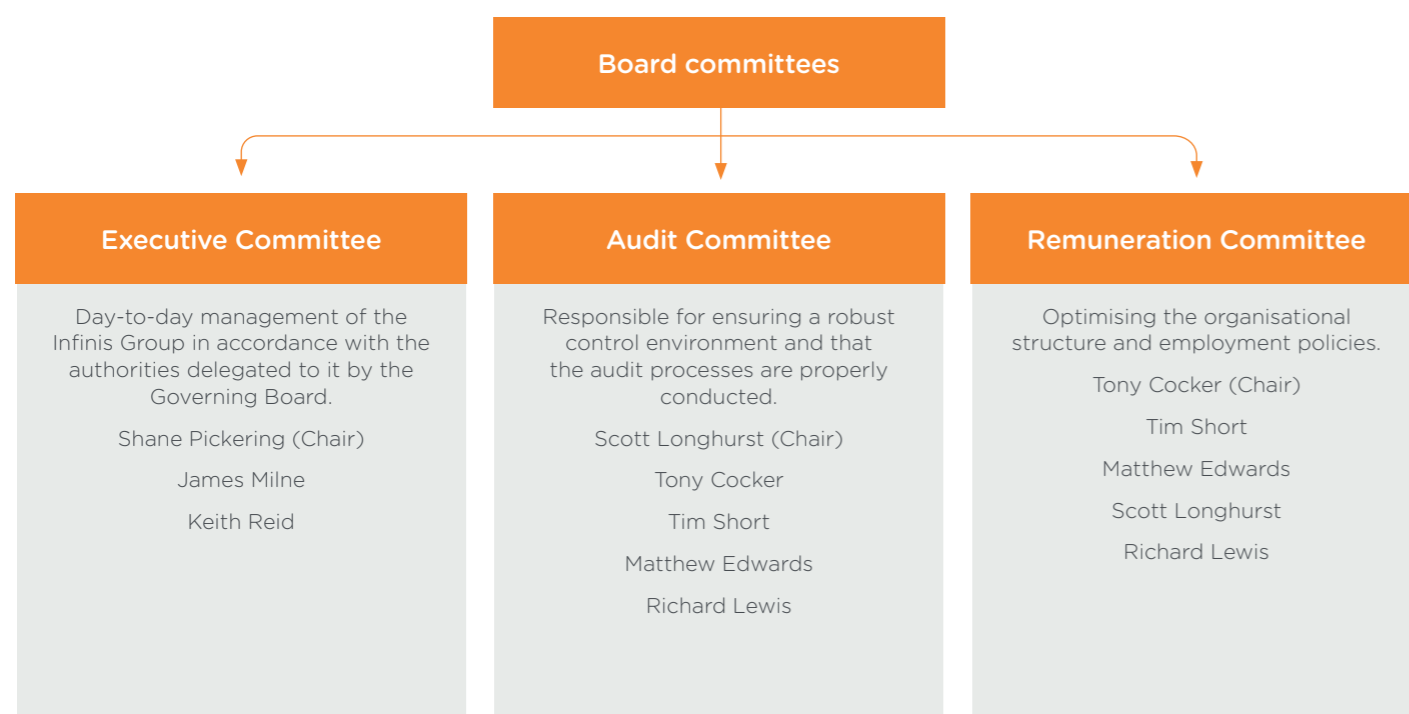 Board committees
Executive Committee
Day-to-day management of the
Infinis Group in accordance with the
authorities delegated to it by the
Governing Board.
Shane Pickering (Chair)
James Milne
Keith Reid
Audit Committee
Responsible for ensuring a robust
control environment and that
the audit processes are properly
conducted.
Scott Longhurst (Chair)
Tony Cocker
Tim Short
Matthew Edwards
Richard Lewis
Remuneration Committee
Optimising the organisational
structure and employment policies.
Tony Cocker (Chair)
Tim Short
Matthew Edwards
Scott Longhurst
Richard Lewis